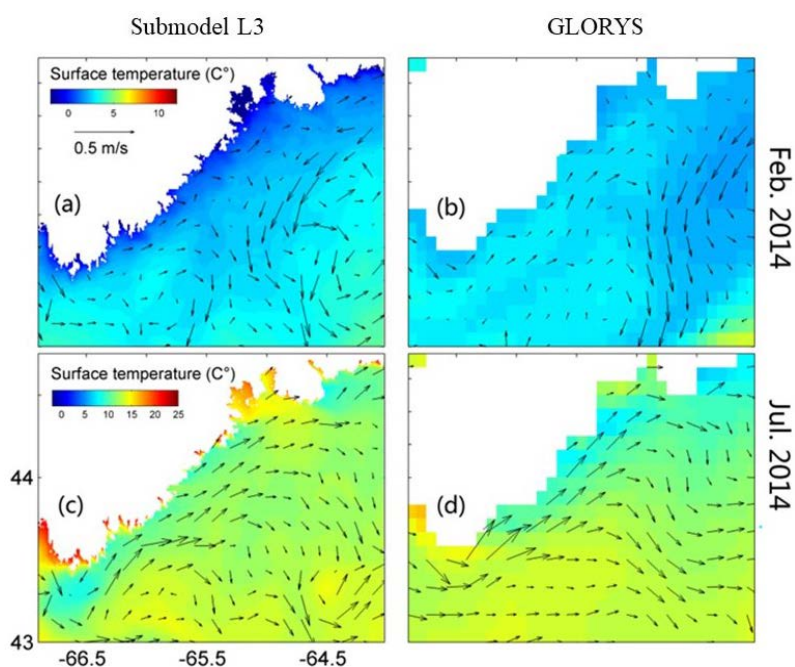 Submodel L3 GLORYS
Surface temperature (C°)
0 5 10
0.5 m/s
(a) (b)
Feb. 2014
Surface temperature (C°)
0 5 10 15 20 25
44
(c) (d)
Jul. 2014
43
-66.5 -65.5 -64.5